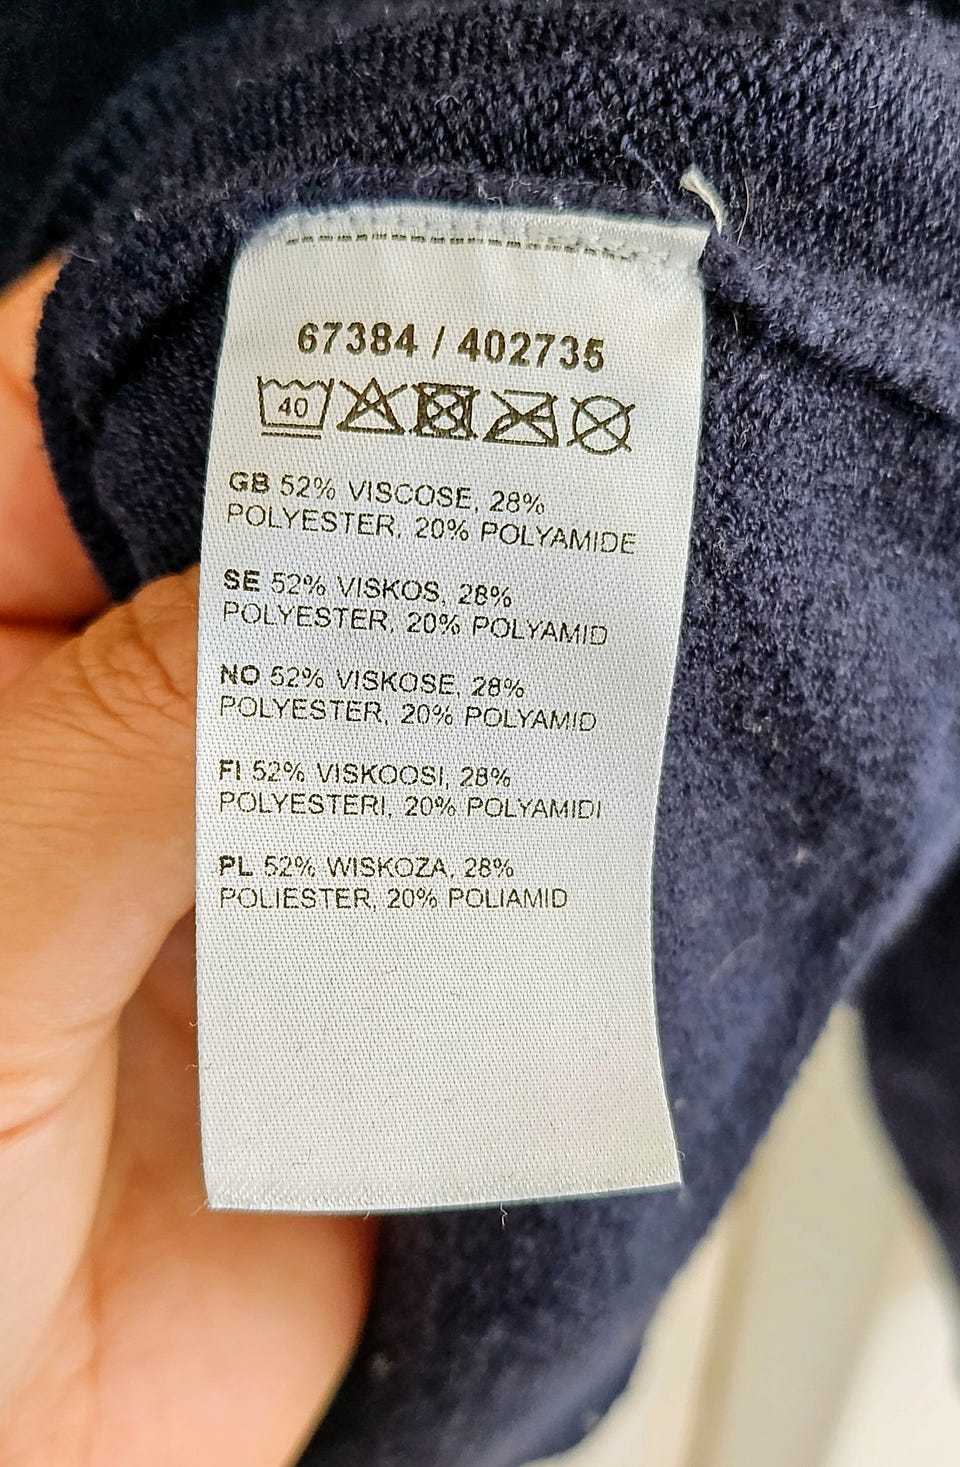 67384 / 402735
40
GB 52% VISCOSE, 28%
POLYESTER, 20% POLYAMIDE
SE 52% VISKOS, 28%
POLYESTER, 20% POLYAMID
NO 52% VISKOSE, 28%
POLYESTER, 20% POLYAMID
FI 52% VISKOOSI, 28%
POLYESTERI, 20% POLYAMIDI
PL 52% WISKOZA, 28%
POLIESTER, 20% POLIAMID